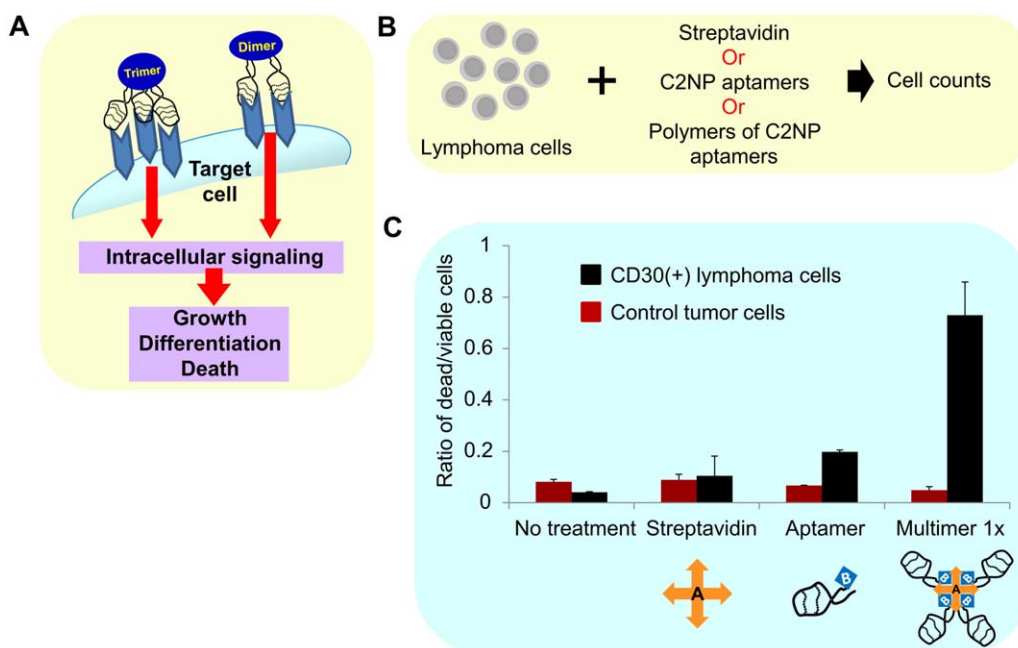 A
Trimer
Dimer
Target
cell
Intracellular signaling
Growth
Differentiation
Death
B
Lymphoma cells
+
Streptavidin
Or
C2NP aptamers
Or
Polymers of C2NP
aptamers
Cell counts
C
Ratio of dead/viable cells
1
0.8
0.6
0.4
0.2
0
CD30(+) lymphoma cells
Control tumor cells
No treatment Streptavidin Aptamer Multimer 1x
A
B
B B
A
B B